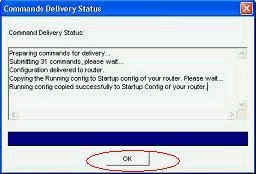 Commands Delivery Status
Command Delivery Status:
Preparing commands for delivery...
Submitting 31 commands, please wait...
Configuration delivered to router.
Copying the Running config to Startup config of your router. Please wait...
Running config copied successfully to Startup Config of your router.
OK